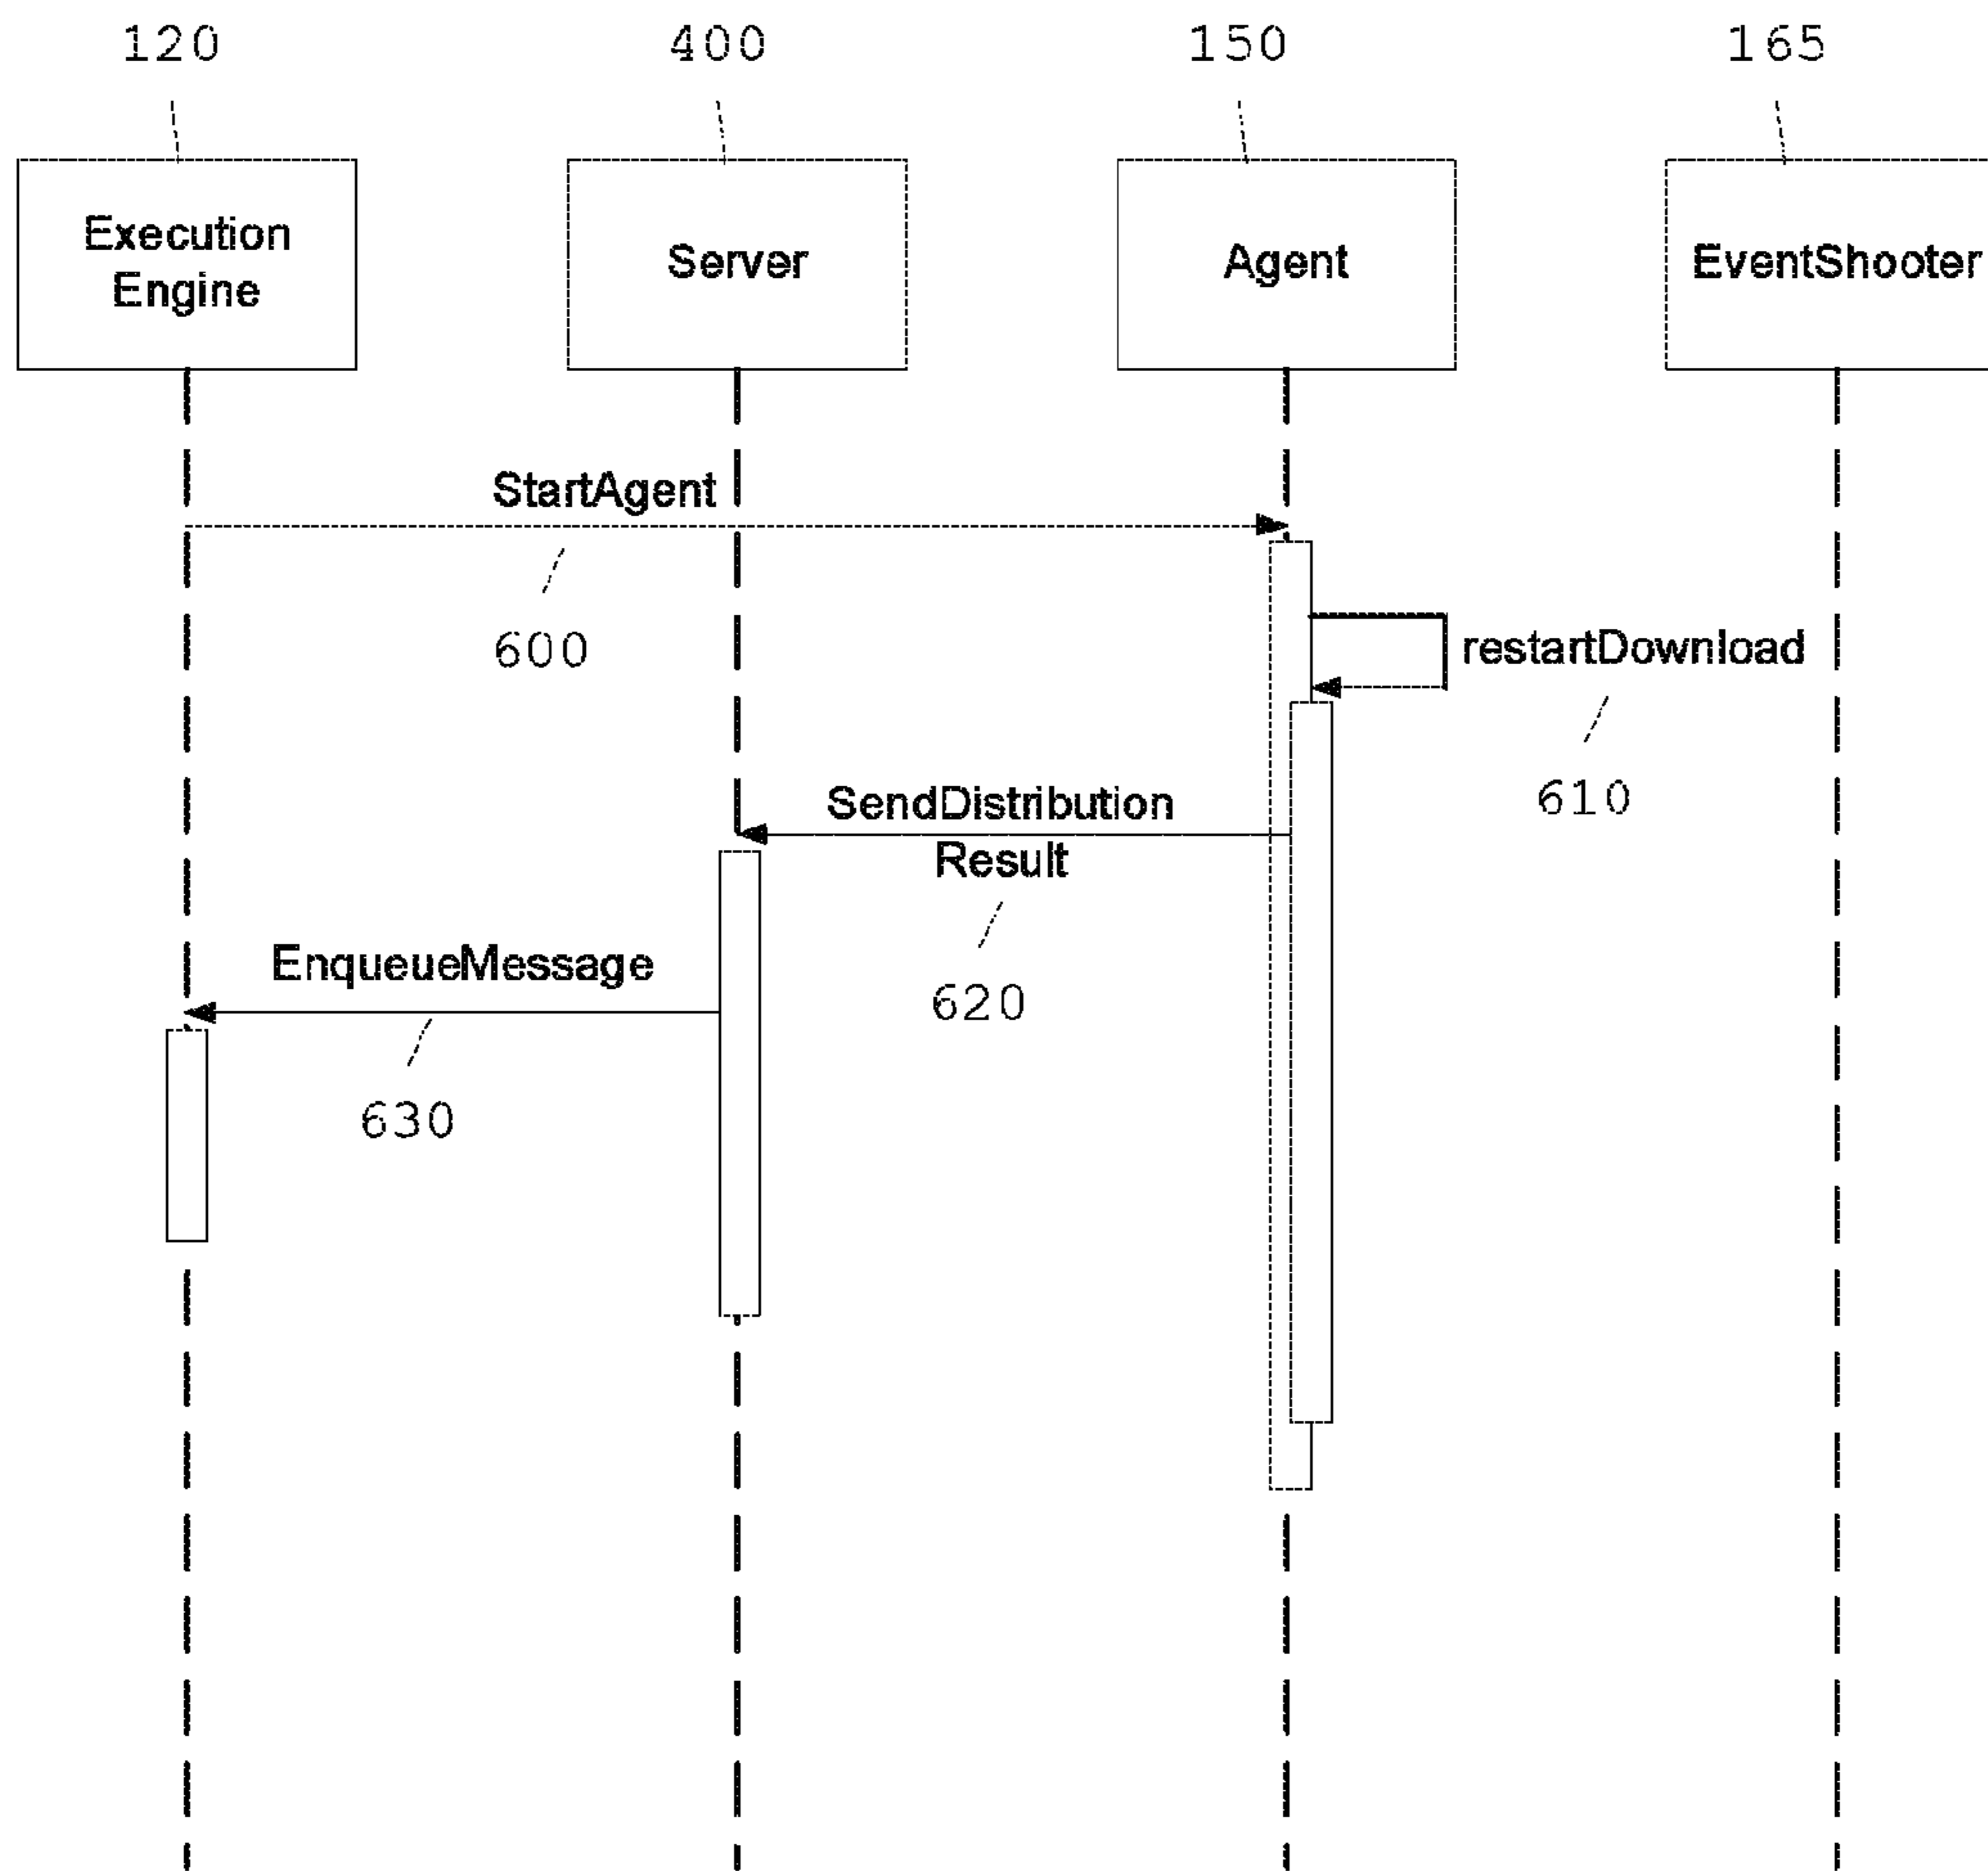 120
400
150
165
Execution
Engine
Server
Agent
EventShooter
StartAgent
600
restartDownload
610
SendDistribution
Result
620
EnqueueMessage
630